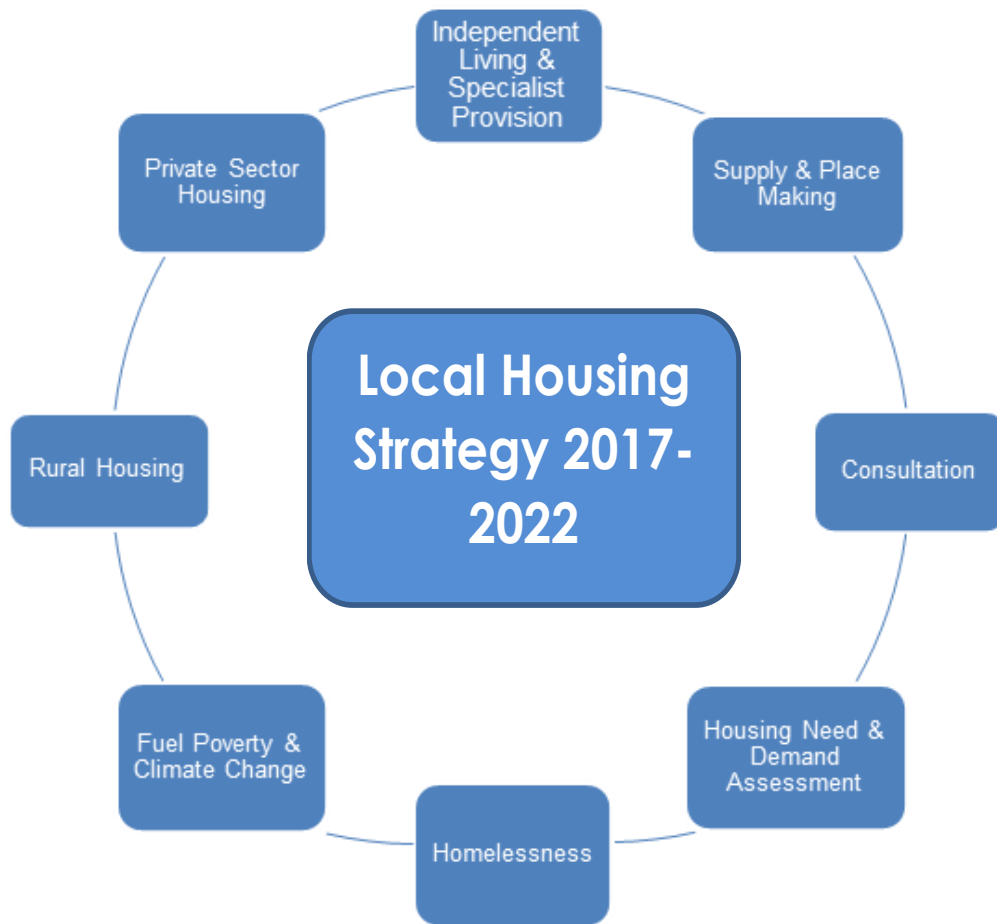 Independent
Living &
Specialist
Provision
Supply & Place
Making
Consultation
Housing Need &
Demand
Assessment
Homelessness
Fuel Poverty &
Climate Change
Rural Housing
Private Sector
Housing
Local Housing
Strategy 2017-
2022